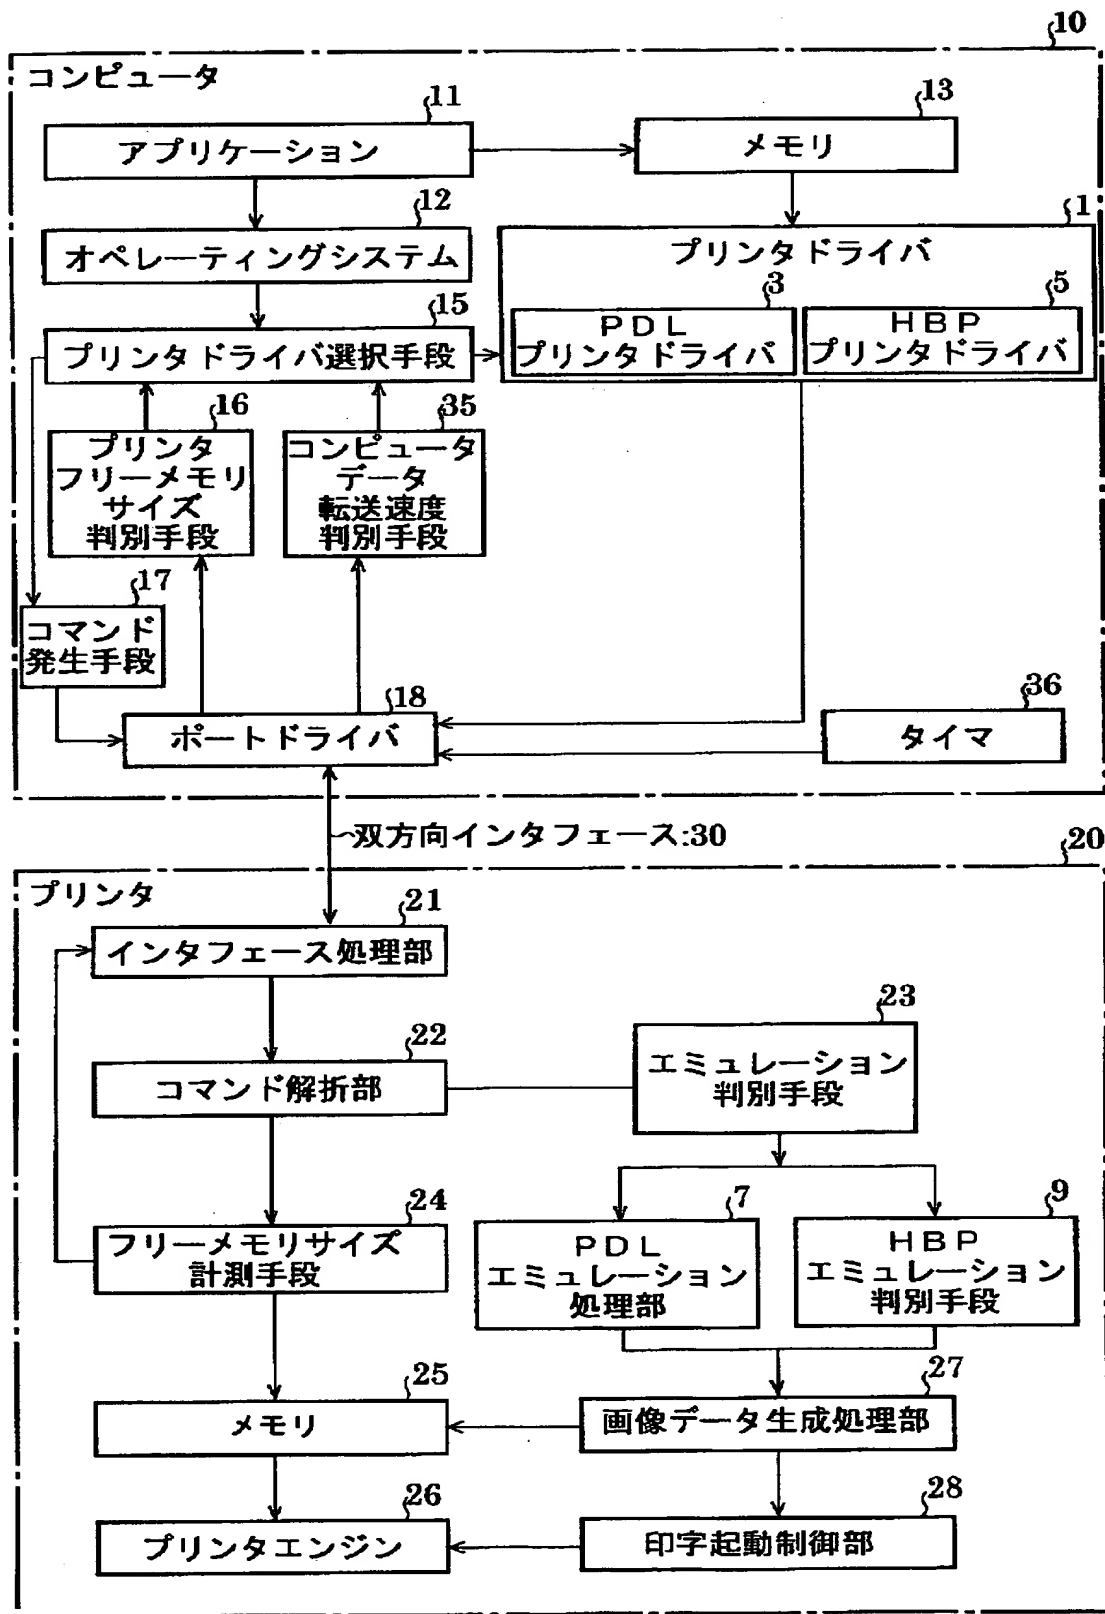 10
コンピュータ
11
アプリケーション
13
メモリ
12
オペレーティングシステム
1
プリンタドライバ
3
PDL
プリンタドライバ
5
HBP
プリンタドライバ
15
プリンタドライバ選択手段
16
プリンタ
フリーメモリ
サイズ
判別手段
35
コンピュータ
データ
転送速度
判別手段
17
コマンド
発生手段
18
ポートドライバ
36
タイマ
双方向インタフェース:30
20
プリンタ
21
インタフェース処理部
22
コマンド解折部
23
エミュレーション
判別手段
24
フリーメモリサイズ
計測手段
7
PDL
エミュレーション
処理部
9
HBP
エミュレーション
判別手段
25
メモリ
27
画像データ生成処理部
26
プリンタエンジン
28
印字起動制御部